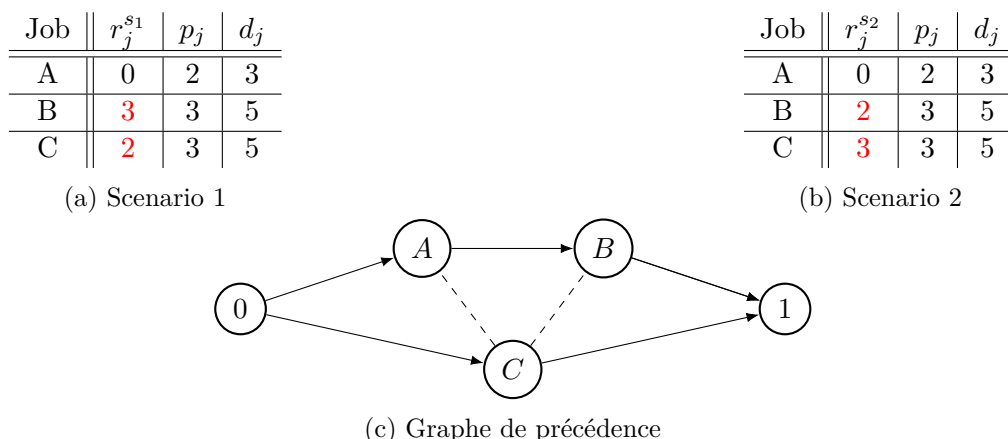 Job r_j^{s_1} p_j d_j
A 0 2 3
B 3 3 5
C 2 3 5
(a) Scenario 1
Job r_j^{s_2} p_j d_j
A 0 2 3
B 2 3 5
C 3 3 5
(b) Scenario 2
A B
0 1
C
(c) Graphe de précédence